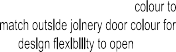 colour to
match outside joinery door colour for
design flexibility to open